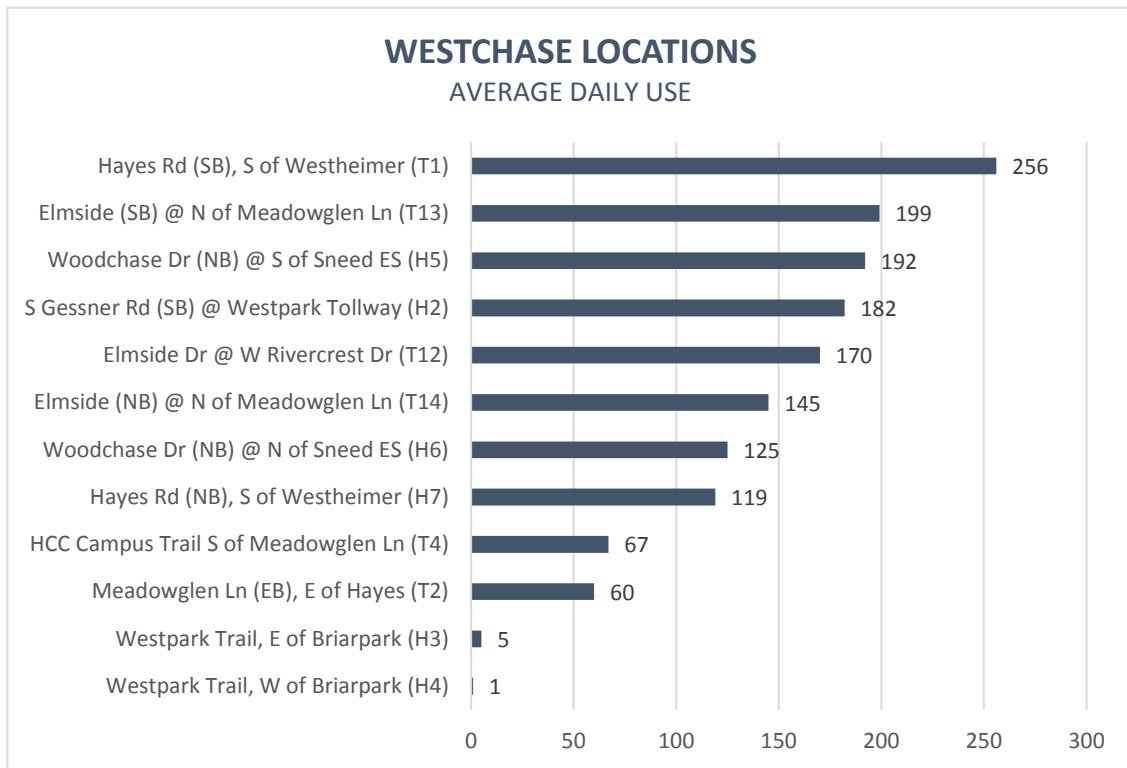 WESTCHASE LOCATIONS
AVERAGE DAILY USE
Hayes Rd (SB), S of Westheimer (T1) 256
Elmside (SB) @ N of Meadowglen Ln (T13) 199
Woodchase Dr (NB) @ S of Sneed ES (H5) 192
S Gessner Rd (SB) @ Westpark Tollway (H2) 182
Elmside Dr @ W Rivercrest Dr (T12) 170
Elmside (NB) @ N of Meadowglen Ln (T14) 145
Woodchase Dr (NB) @ N of Sneed ES (H6) 125
Hayes Rd (NB), S of Westheimer (H7) 119
HCC Campus Trail S of Meadowglen Ln (T4) 67
Meadowglen Ln (EB), E of Hayes (T2) 60
Westpark Trail, E of Briarpark (H3) 5
Westpark Trail, W of Briarpark (H4) 1
0 50 100 150 200 250 300